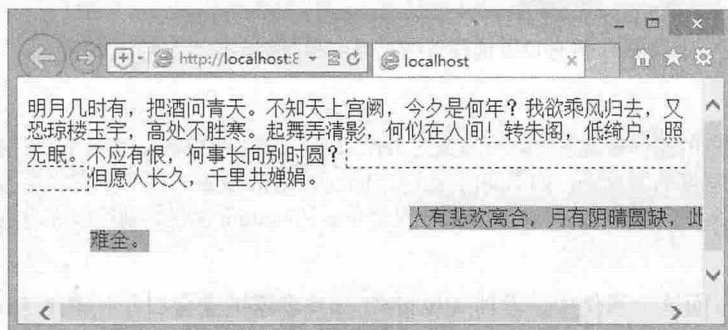 http://localhost:8
localhost
明月几时有，把酒问青天。不知天上宫阙，今夕是何年？我欲乘风归去，又
恐琼楼玉宇，高处不胜寒。起舞弄清影，何似在人间！转朱阁，低绮户，照
无眠。不应有恨，何事长向别时圆？
但愿人长久，千里共婵娟。
人有悲欢离合，月有阴晴圆缺，此
难全。